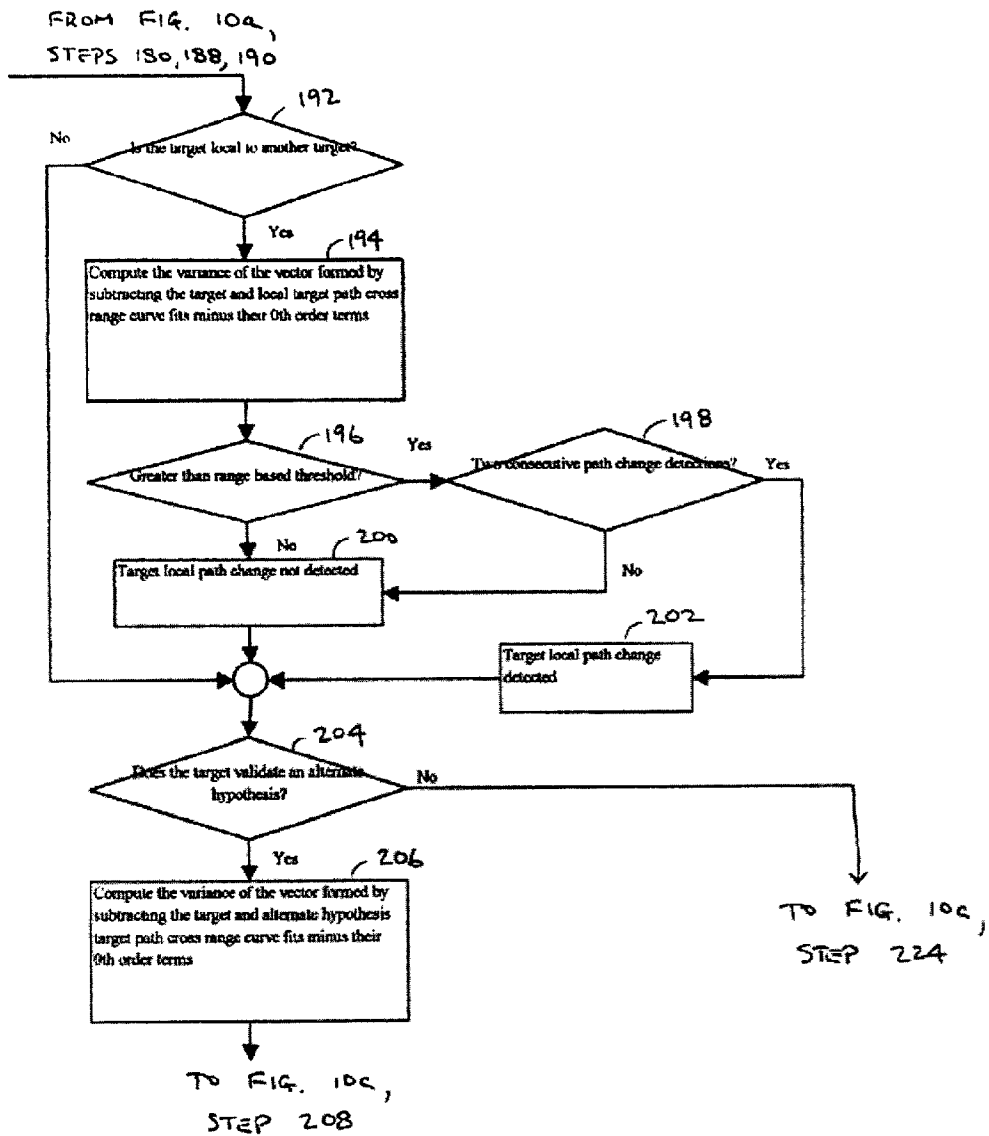 FROM FIG. 10a,
STEPS 180, 188, 190
192
No
Is the target local to another target?
Yes
194
Compute the variance of the vector formed by
subtracting the target and local target path cross
range curve fits minus their 0th order terms
196
Yes
198
Greater than range based threshold?
Two consecutive path change detections?
Yes
No
200
Target local path change not detected
No
202
Target local path change
detected
204
Does the target validate an alternate
hypothesis?
No
Yes
206
Compute the variance of the vector formed by
subtracting the target and alternate hypothesis
target path cross range curve fits minus their
0th order terms
TO FIG. 10c,
STEP 224
TO FIG. 10c,
STEP 208